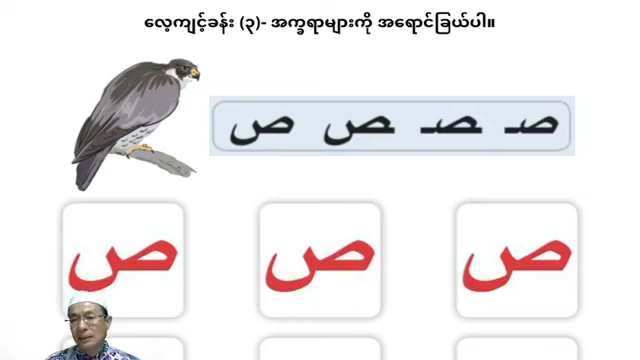 လေ့ကျင့်ခန်း (၃)- အက္ခရာများကို အရောင်ခြယ်ပါ။
صـ ـصـ ـص ص
ص ص ص